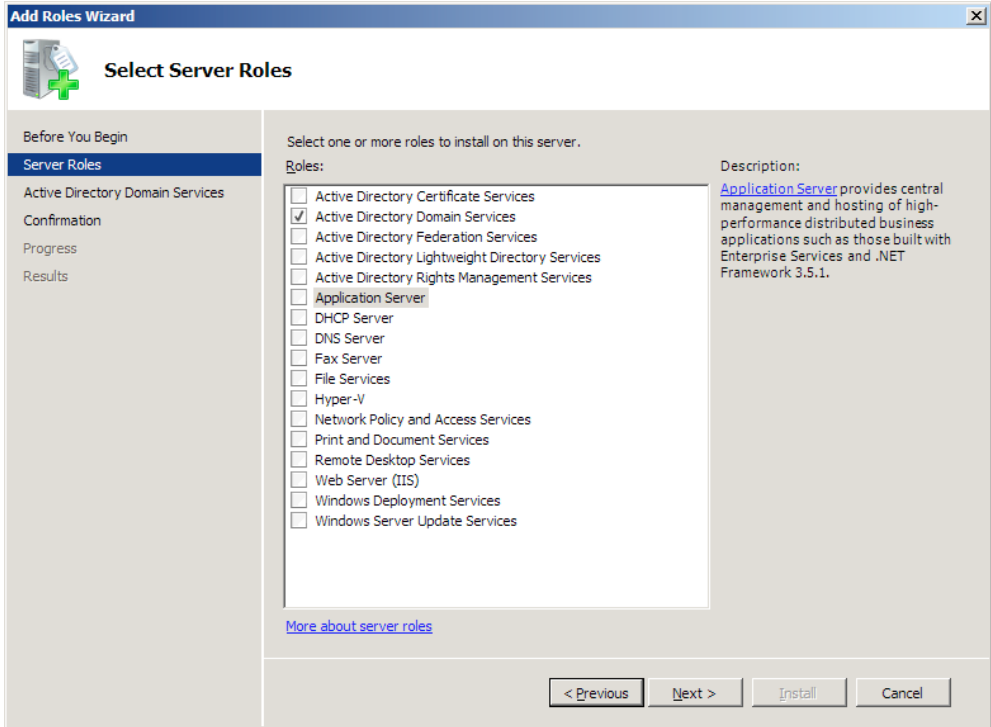 Add Roles Wizard
Select Server Roles
Before You Begin
Server Roles
Active Directory Domain Services
Confirmation
Progress
Results
Select one or more roles to install on this server.
Roles:
Active Directory Certificate Services
Active Directory Domain Services
Active Directory Federation Services
Active Directory Lightweight Directory Services
Active Directory Rights Management Services
Application Server
DHCP Server
DNS Server
Fax Server
File Services
Hyper-V
Network Policy and Access Services
Print and Document Services
Remote Desktop Services
Web Server (IIS)
Windows Deployment Services
Windows Server Update Services
More about server roles
Description:
Application Server provides central
management and hosting of high-
performance distributed business
applications such as those built with
Enterprise Services and .NET
Framework 3.5.1.
< Previous
Next >
Install
Cancel